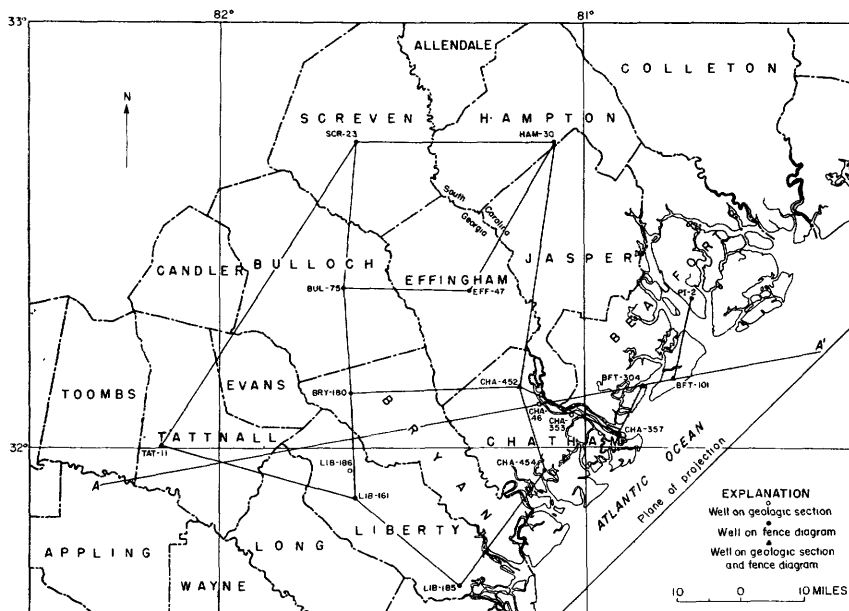 33°
82°
81°
ALLENDALE
COLLETON
N
SCREVEN
HAMPTON
SCR-23
HAM-30
South Carolina
Georgia
JASPER
BULLOCH
CANDLER
EFFINGHAM
BUL-75
EFF-47
PI-2
BEAUFORT
A'
TOOMBS
EVANS
BRY-180
CHA-452
BFT-304
BFT-101
BRYAN
CHA-46
CHA-353
CHA-357
32°
TATTNALL
CHATHAM
TAT-11
LIB-186
CHA-454
A
LIB-161
ATLANTIC OCEAN
Plane of projection
EXPLANATION
Well on geologic section
Well on fence diagram
Well on geologic section
and fence diagram
LIBERTY
LONG
APPLING
WAYNE
LIB-185
10 0 10 MILES